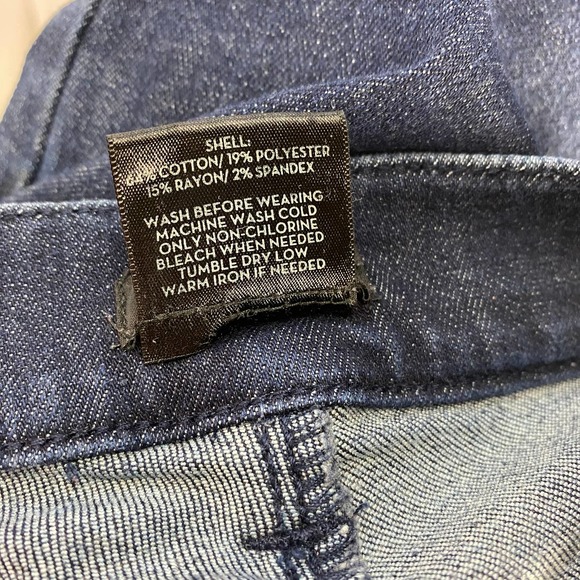 SHELL:
64% COTTON/ 19% POLYESTER
15% RAYON/ 2% SPANDEX
WASH BEFORE WEARING
MACHINE WASH COLD
ONLY NON-CHLORINE
BLEACH WHEN NEEDED
TUMBLE DRY LOW
WARM IRON IF NEEDED